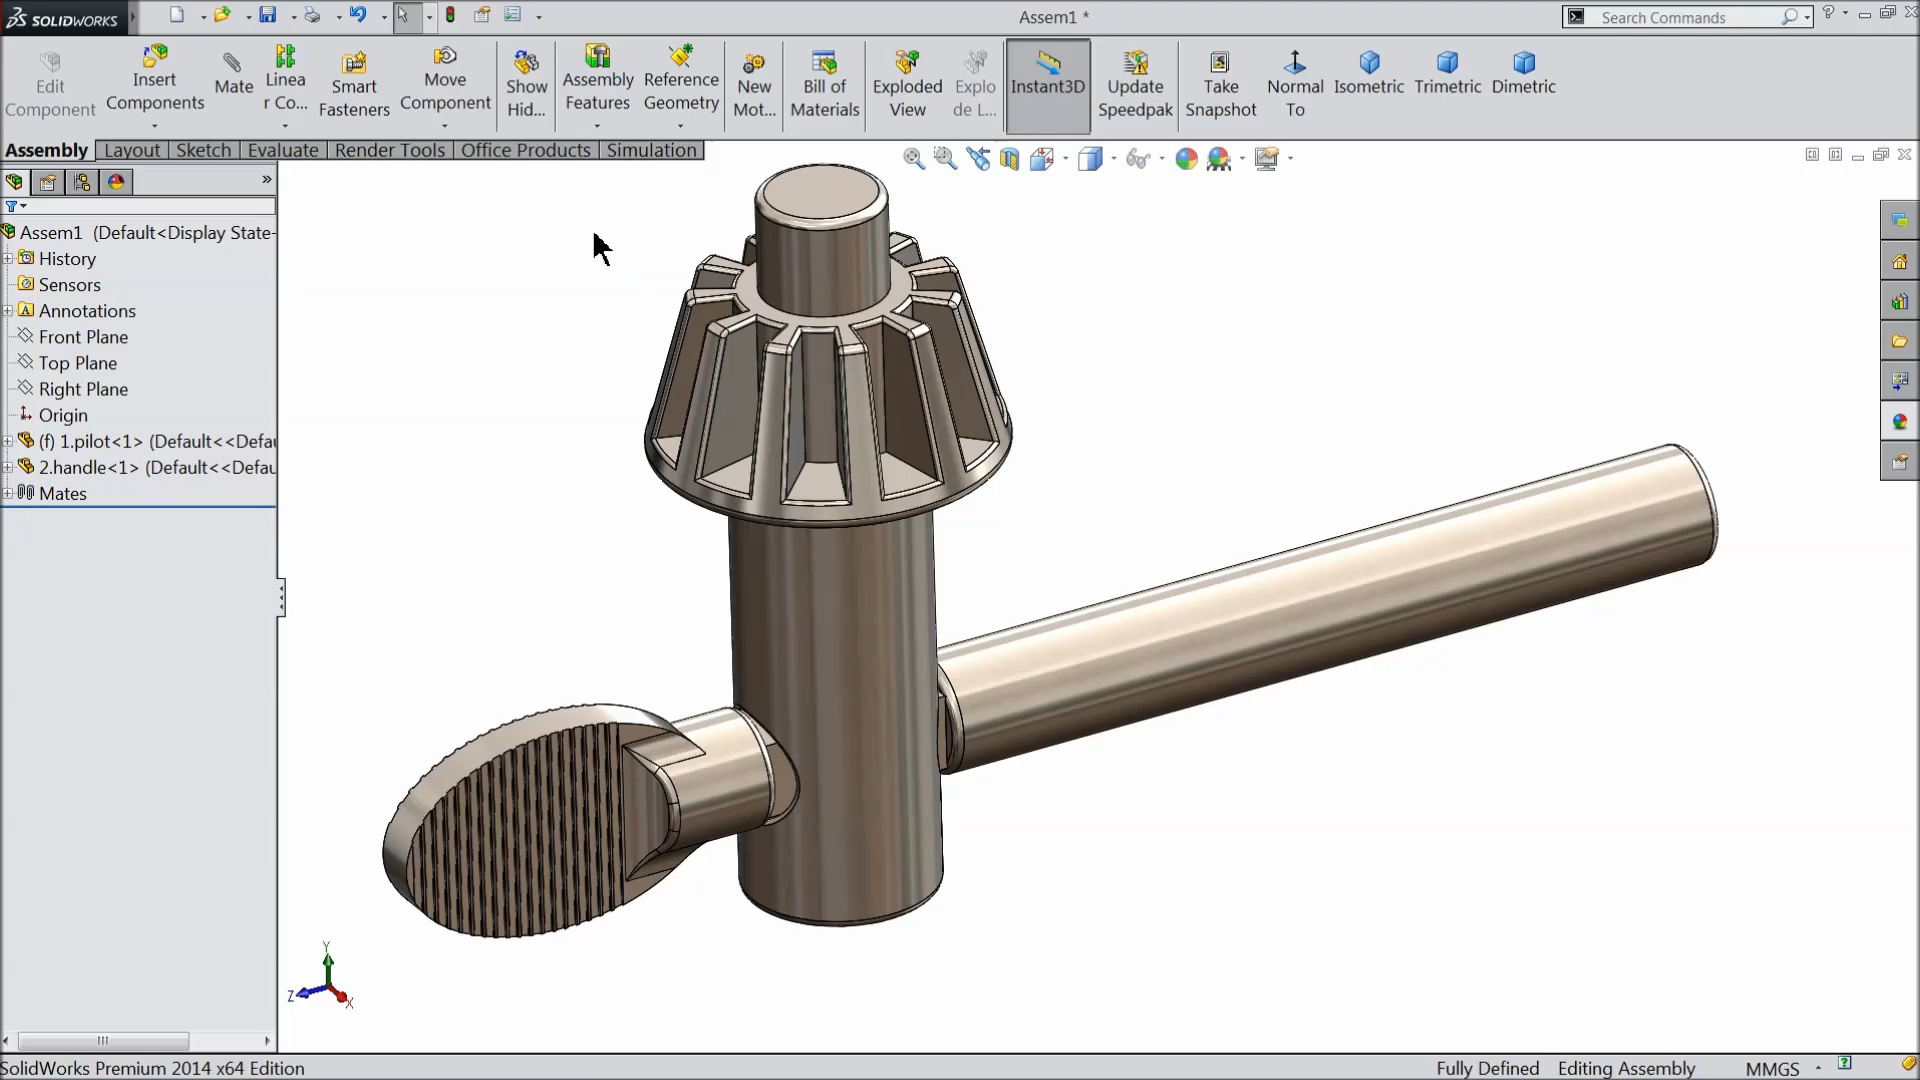 SOLIDWORKS
Assem1 *
Search Commands
Edit Component
Insert Components
Mate
Linea r Co...
Smart Fasteners
Move Component
Show Hid...
Assembly Features
Reference Geometry
New Mot...
Bill of Materials
Exploded View
Explo de L...
Instant3D
Update Speedpak
Take Snapshot
Normal To
Isometric
Trimetric
Dimetric
Assembly
Layout
Sketch
Evaluate
Render Tools
Office Products
Simulation
Assem1 (Default<Display State-
History
Sensors
Annotations
Front Plane
Top Plane
Right Plane
Origin
(f) 1.pilot<1> (Default<<Defau
2.handle<1> (Default<<Defau
Mates
Y
Z
X
SolidWorks Premium 2014 x64 Edition
Fully Defined
Editing Assembly
MMGS